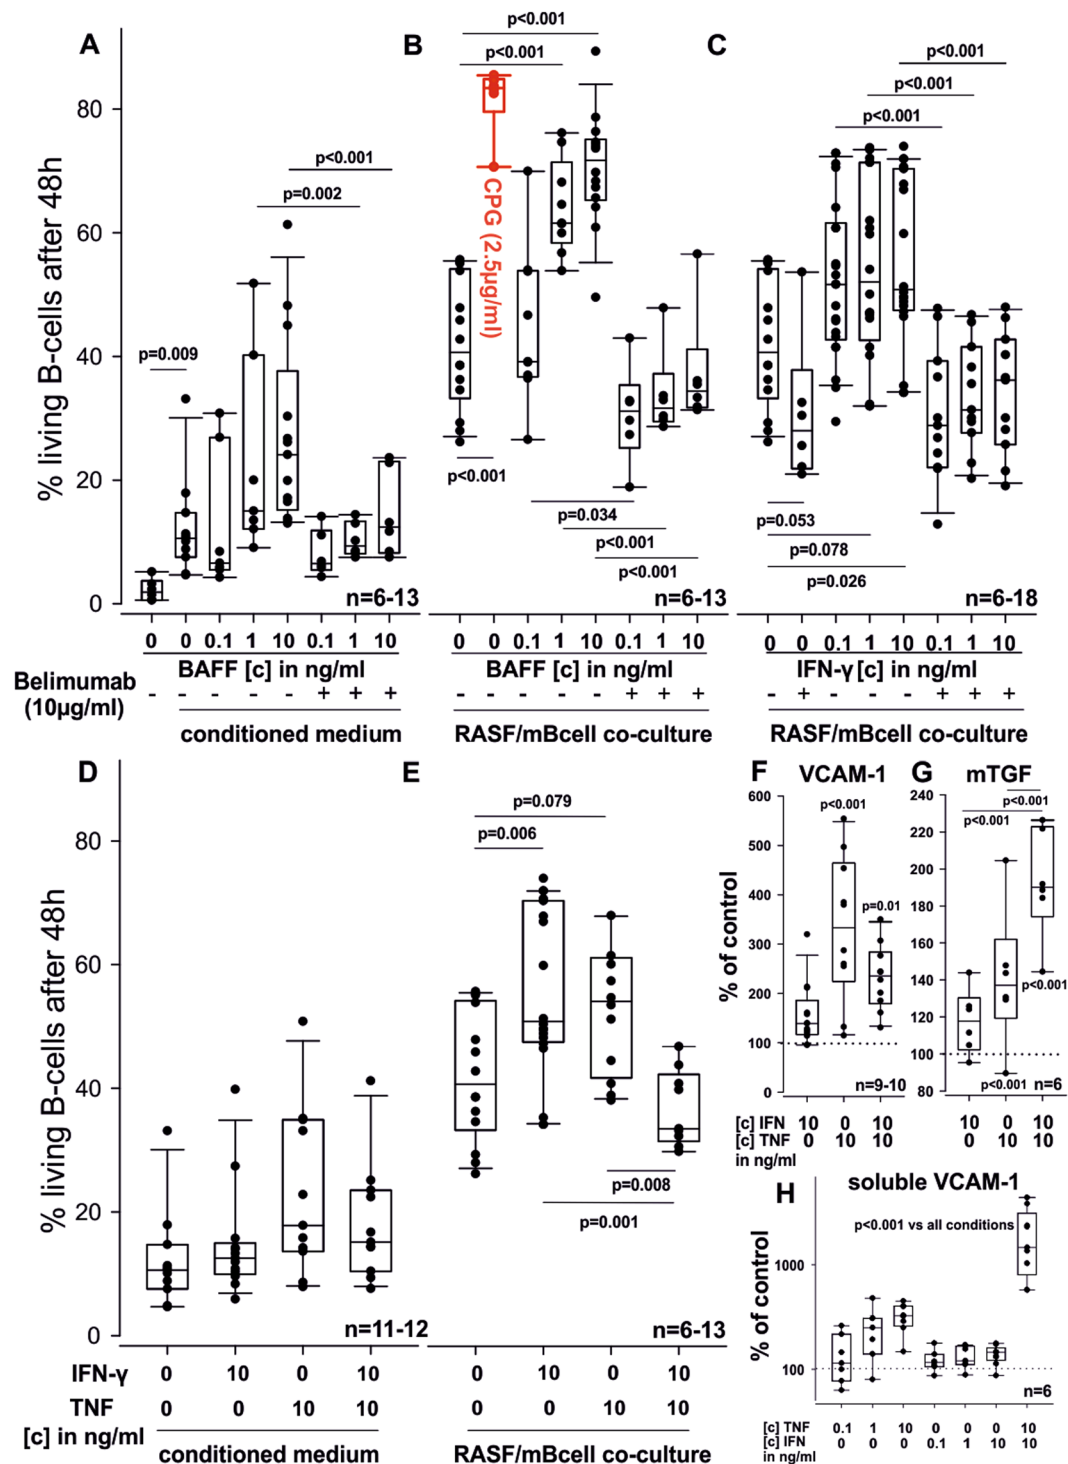 A
B
C
% living B-cells after 48h
80
60
40
20
0
p=0.009
p=0.002
p<0.001
n=6-13
0 0 0.1 1 10 0.1 1 10
BAFF [c] in ng/ml
Belimumab
(10µg/ml)
- - - - - + + +
conditioned medium
p<0.001
p<0.001
CPG (2.5µg/ml)
p<0.001
p=0.034
p<0.001
p<0.001
n=6-13
0 0 0.1 1 10 0.1 1 10
BAFF [c] in ng/ml
- - - - - + + +
RASF/mBcell co-culture
p<0.001
p<0.001
p<0.001
p=0.053
p=0.078
p=0.026
n=6-18
0 0 0.1 1 10 0.1 1 10
IFN-γ [c] in ng/ml
- + - - - + + +
RASF/mBcell co-culture
D
% living B-cells after 48h
80
60
40
20
0
n=11-12
IFN-γ 0 10 0 10
TNF 0 0 10 10
[c] in ng/ml
conditioned medium
E
p=0.079
p=0.006
p=0.008
p=0.001
n=6-13
0 10 0 10
0 0 10 10
RASF/mBcell co-culture
F
VCAM-1
% of control
600
500
400
300
200
100
0
p<0.001
p=0.01
n=9-10
[c] IFN 10 0 10
[c] TNF 0 10 10
in ng/ml
G
mTGF
240
220
200
180
160
140
120
100
80
p<0.001
p<0.001
p<0.001
p<0.001
n=6
10 0 10
0 10 10
H
soluble VCAM-1
% of control
1000
100
p<0.001 vs all conditions
n=6
[c] TNF 0.1 1 10 0 0 0 10
[c] IFN 0 0 0 0.1 1 10 10
in ng/ml